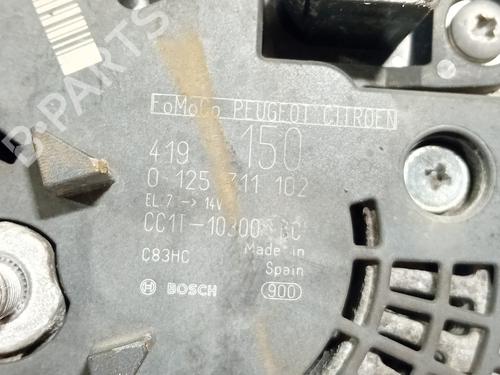 B-PARTS
FoMoCo PEUGEOT CITROEN
419 150
0 125 711 102
EL 7 -> 14V
CC1T-10300-BC
C83HC
Made in
Spain
BOSCH 900